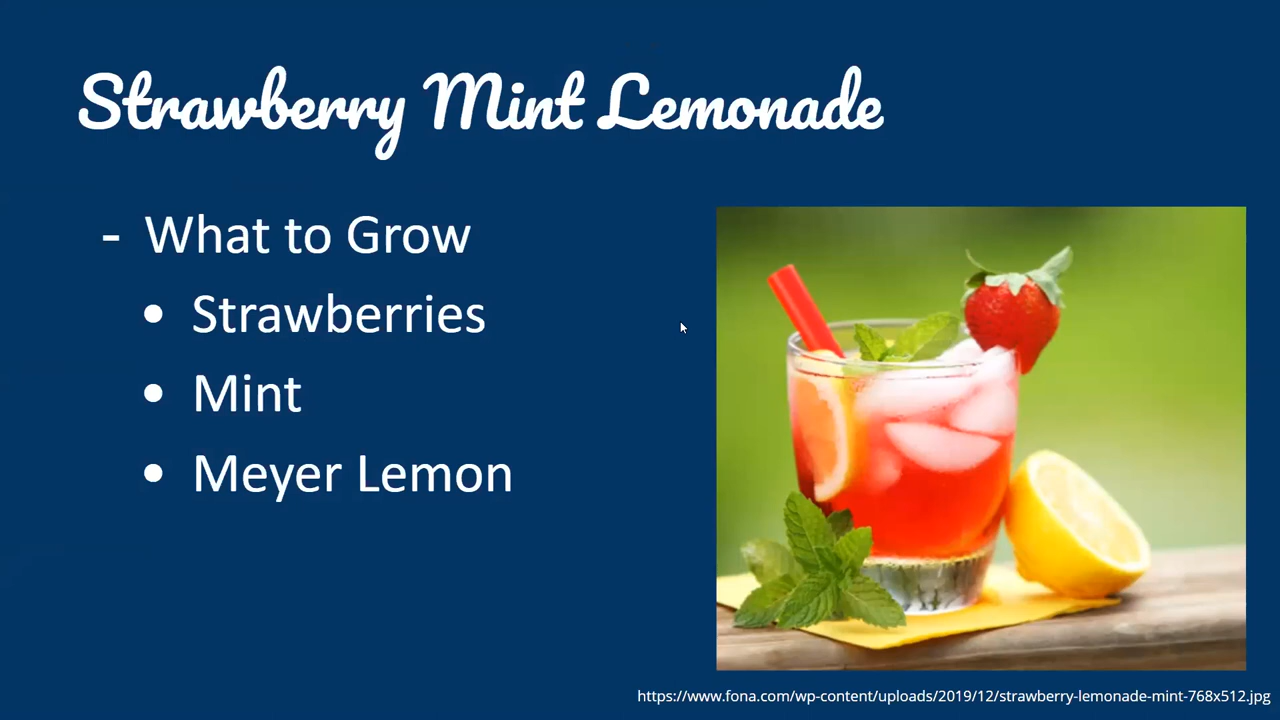 Strawberry Mint Lemonade
- What to Grow
• Strawberries
• Mint
• Meyer Lemon
https://www.fona.com/wp-content/uploads/2019/12/strawberry-lemonade-mint-768x512.jpg